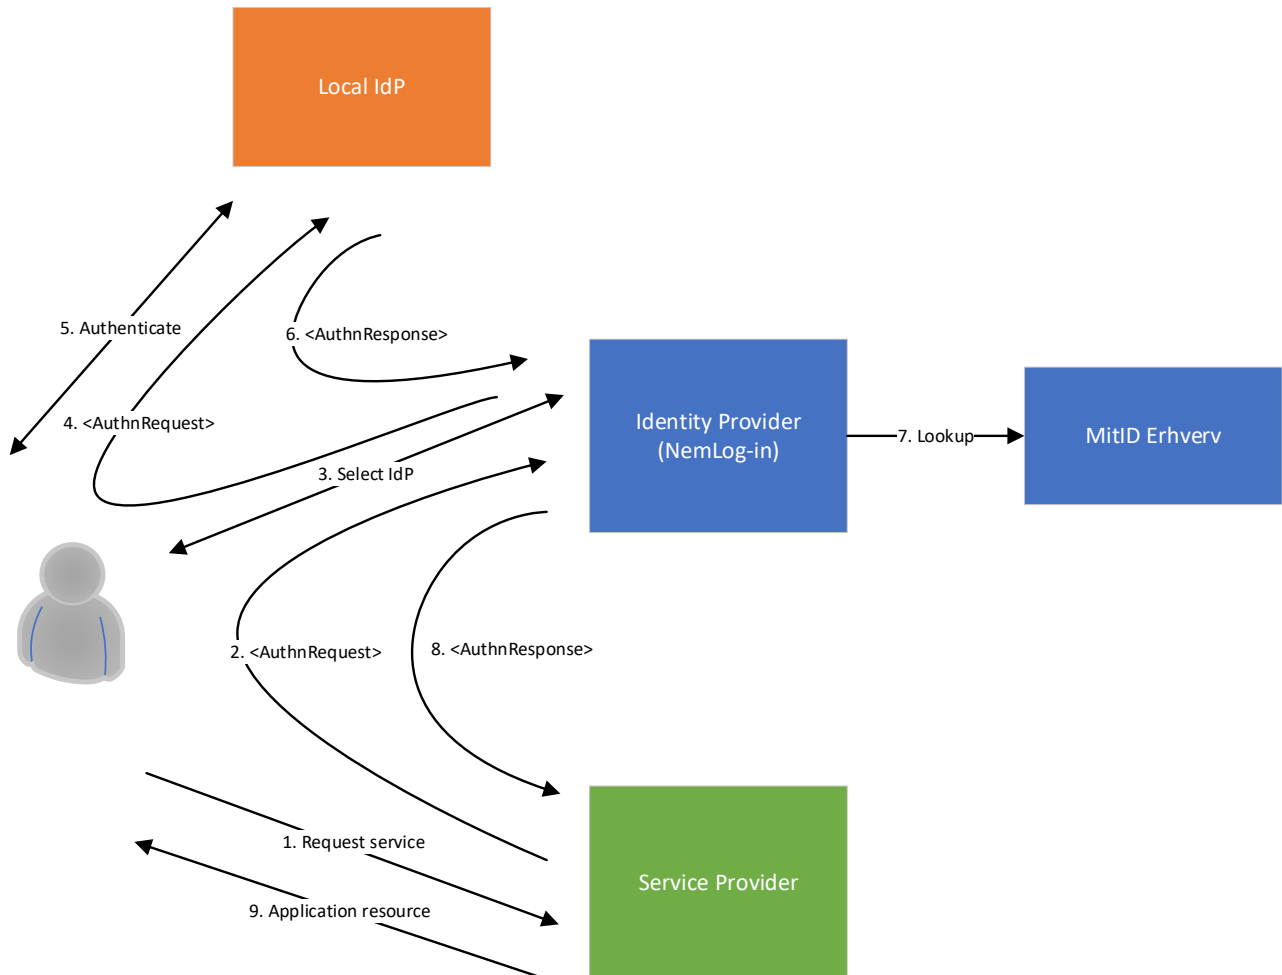 Local IdP
5. Authenticate
6. <AuthnResponse>
4. <AuthnRequest>
3. Select IdP
Identity Provider
(NemLog-in)
7. Lookup
MitID Erhverv
2. <AuthnRequest>
8. <AuthnResponse>
1. Request service
9. Application resource
Service Provider